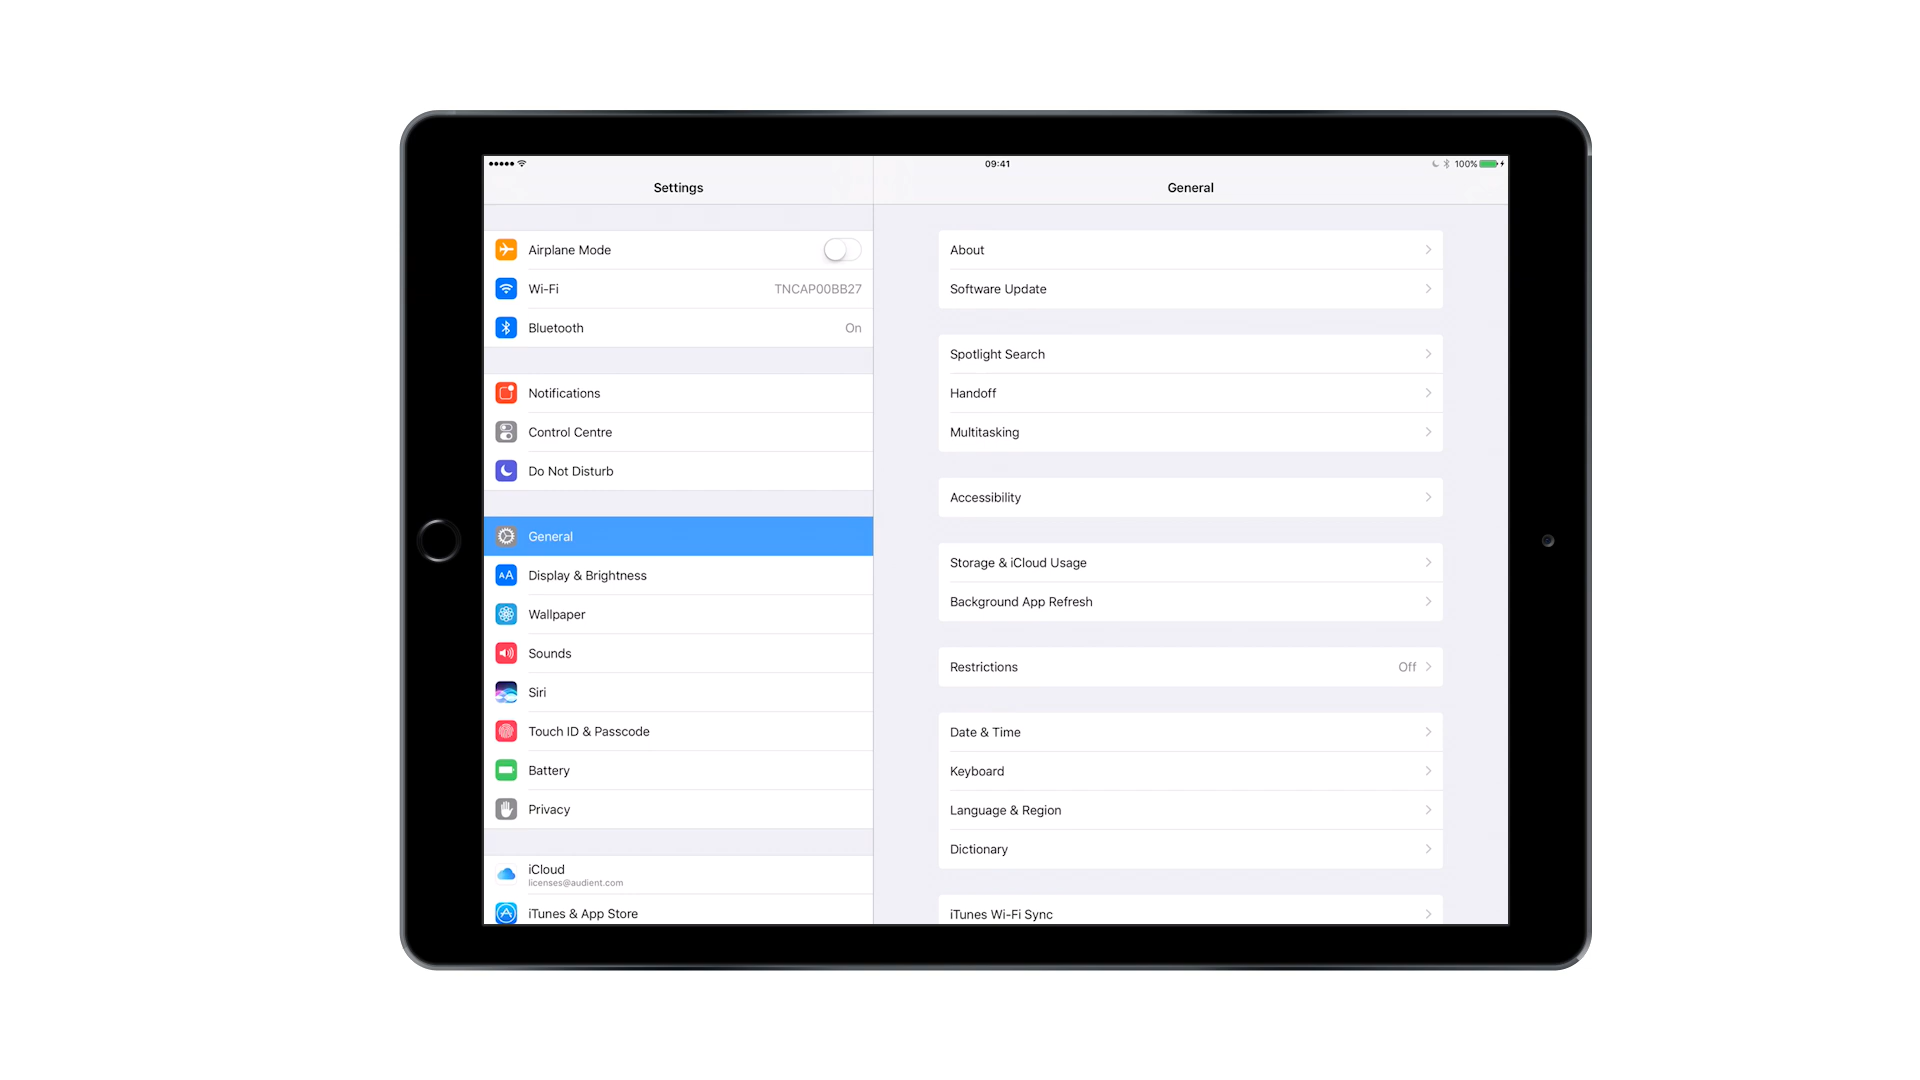 09:41
100%
Settings
General
Airplane Mode
Wi-Fi TNCAP00BB27
Bluetooth On
Notifications
Control Centre
Do Not Disturb
General
AA Display & Brightness
Wallpaper
Sounds
Siri
Touch ID & Passcode
Battery
Privacy
iCloud
licenses@audient.com
iTunes & App Store
About
Software Update
Spotlight Search
Handoff
Multitasking
Accessibility
Storage & iCloud Usage
Background App Refresh
Restrictions Off
Date & Time
Keyboard
Language & Region
Dictionary
iTunes Wi-Fi Sync